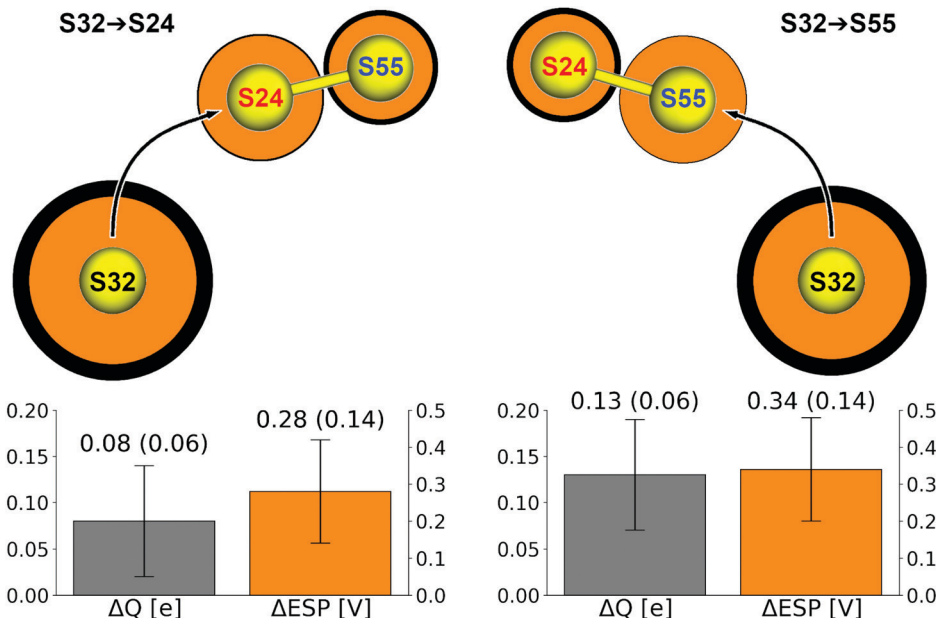 S32→S24
S32→S55
S24
S55
S32
S24
S55
S32
0.08 (0.06)
0.28 (0.14)
0.20
0.15
0.10
0.05
0.00
0.5
0.4
0.3
0.2
0.1
0.0
ΔQ [e]
ΔESP [V]
0.13 (0.06)
0.34 (0.14)
0.20
0.15
0.10
0.05
0.00
0.5
0.4
0.3
0.2
0.1
0.0
ΔQ [e]
ΔESP [V]